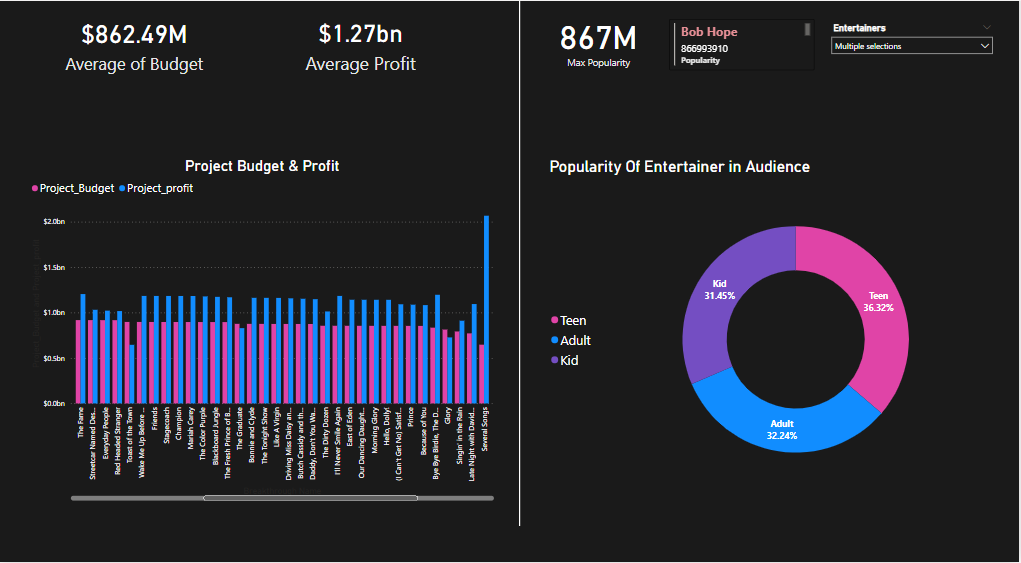 $862.49M
Average of Budget
$1.27bn
Average Profit
867M
Max Popularity
Bob Hope
866993910
Popularity
Entertainers
Multiple selections
Project Budget & Profit
Project_Budget Project_profit
$2.0bn
$1.5bn
$1.0bn
$0.5bn
$0.0bn
The Fame
Streetcar Named Des...
Everyday People
Red Headed Stranger
Toast of the Town
Wake Me Up Before ...
Friends
Stagecoach
Champion
Mariah Carey
The Color Purple
Blackboard Jungle
The Fresh Prince of B...
The Graduate
Bonnie and Clyde
The Tonight Show
Like A Virgin
Driving Miss Daisy an...
Butch Cassidy and th...
Daddy, Don't You Wa...
The Dirty Dozen
I'll Never Smile Again
East of Eden
Our Dancing Daught...
Morning Glory
Hello, Dolly!
(I Can't Get No) Satisf...
Prince
Because of You
Bye Bye Birdie, The D...
Glory
Singin' in the Rain
Late Night with David...
Several Songs
Popularity Of Entertainer in Audience
Teen
Adult
Kid
Kid
31.45%
Teen
36.32%
Adult
32.24%